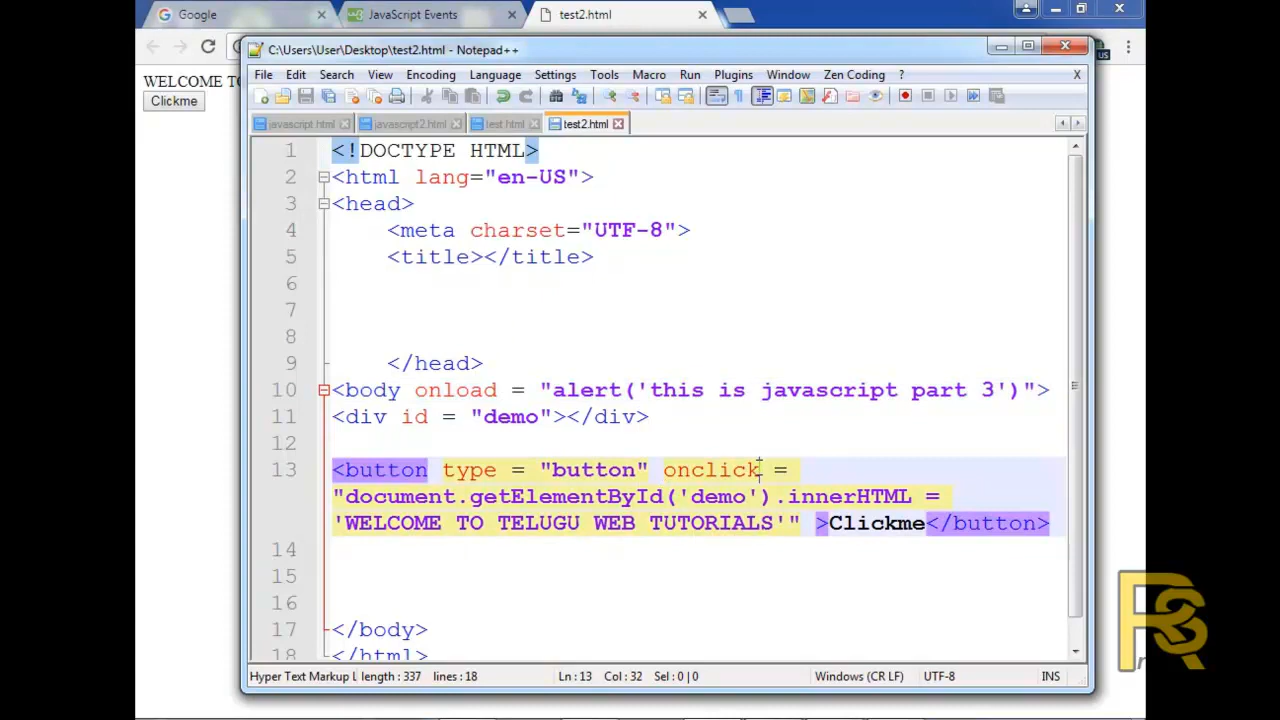 Google
JavaScript Events
test2.html
WELCOME TO
Clickme
C:\Users\User\Desktop\test2.html - Notepad++
File Edit Search View Encoding Language Settings Tools Macro Run Plugins Window Zen Coding ? X
javascript.html javascript2.html test.html test2.html
1 <!DOCTYPE HTML>
2 <html lang="en-US">
3 <head>
4 <meta charset="UTF-8">
5 <title></title>
6
7
8
9 </head>
10 <body onload = "alert('this is javascript part 3')">
11 <div id = "demo"></div>
12
13 <button type = "button" onclick =
"document.getElementById('demo').innerHTML =
'WELCOME TO TELUGU WEB TUTORIALS'" >Clickme</button>
14
15
16
17 </body>
18 </html>
Hyper Text Markup L length : 337 lines : 18 Ln : 13 Col : 32 Sel : 0 | 0 Windows (CR LF) UTF-8 INS